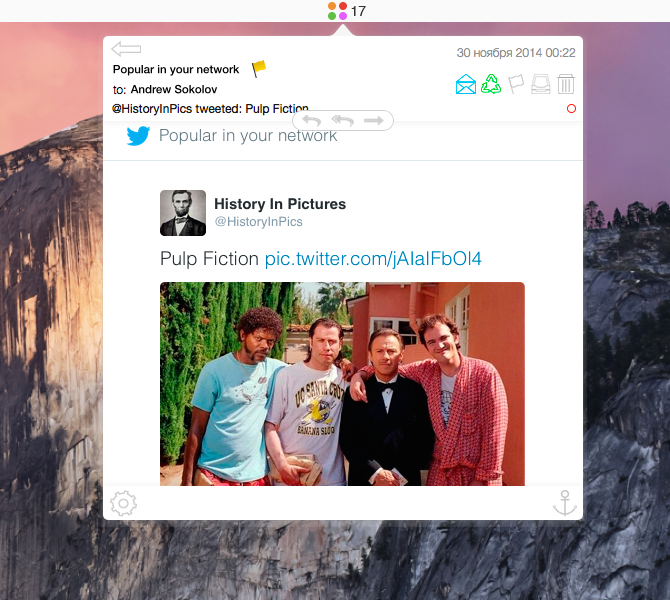 17
30 ноября 2014 00:22
Popular in your network
to: Andrew Sokolov
@HistoryInPics tweeted: Pulp Fiction
Popular in your network
History In Pictures
@HistoryInPics
Pulp Fiction pic.twitter.com/jAIaIFbOl4
UC SANTA CRUZ
BANANA SLUGS